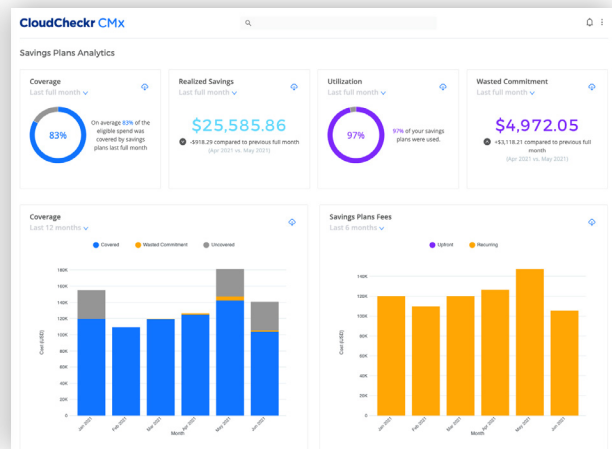 CloudCheckr CMx
Savings Plans Analytics
Coverage
Last full month
83%
On average 83% of the
eligible spend was
covered by savings
plans last full month
Realized Savings
Last full month
$25,585.86
-$918.29 compared to previous full month
(Apr 2021 vs. May 2021)
Utilization
Last full month
97%
97% of your savings
plans were used.
Wasted Commitment
Last full month
$4,972.05
+$3,118.21 compared to previous full
month
(Apr 2021 vs. May 2021)
Coverage
Last 12 months
Covered Wasted Commitment Uncovered
180K
160K
140K
120K
100K
80K
60K
40K
20K
0
Cost (USD)
Jan 2021 Feb 2021 Mar 2021 Apr 2021 May 2021 Jun 2021
Month
Savings Plans Fees
Last 6 months
Upfront Recurring
140K
120K
100K
80K
60K
40K
20K
0
Cost (USD)
Jan 2021 Feb 2021 Mar 2021 Apr 2021 May 2021 Jun 2021
Month